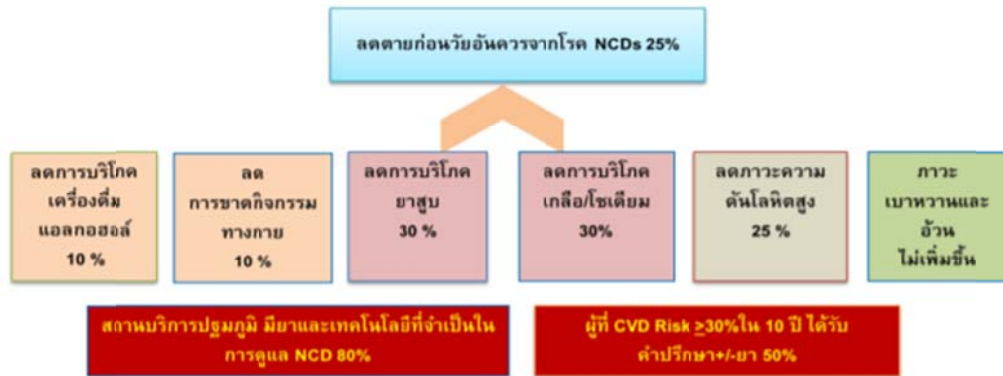 ลดตายก่อนวัยอันควรจากโรค NCDs 25%
ลดการบริโภค
เครื่องดื่ม
แอลกอฮอล์
10 %
ลด
การขาดกิจกรรม
ทางกาย
10 %
ลดการบริโภค
ยาสูบ
30 %
ลดการบริโภค
เกลือ/โซเดียม
30%
ลดภาวะความ
ดันโลหิตสูง
25 %
ภาวะ
เบาหวานและ
อ้วน
ไม่เพิ่มขึ้น
สถานบริการปฐมภูมิ มียาและเทคโนโลยีที่จำเป็นใน
การดูแล NCD 80%
ผู้ที่ CVD Risk ≥30%ใน 10 ปี ได้รับ
คำปรึกษา+/-ยา 50%